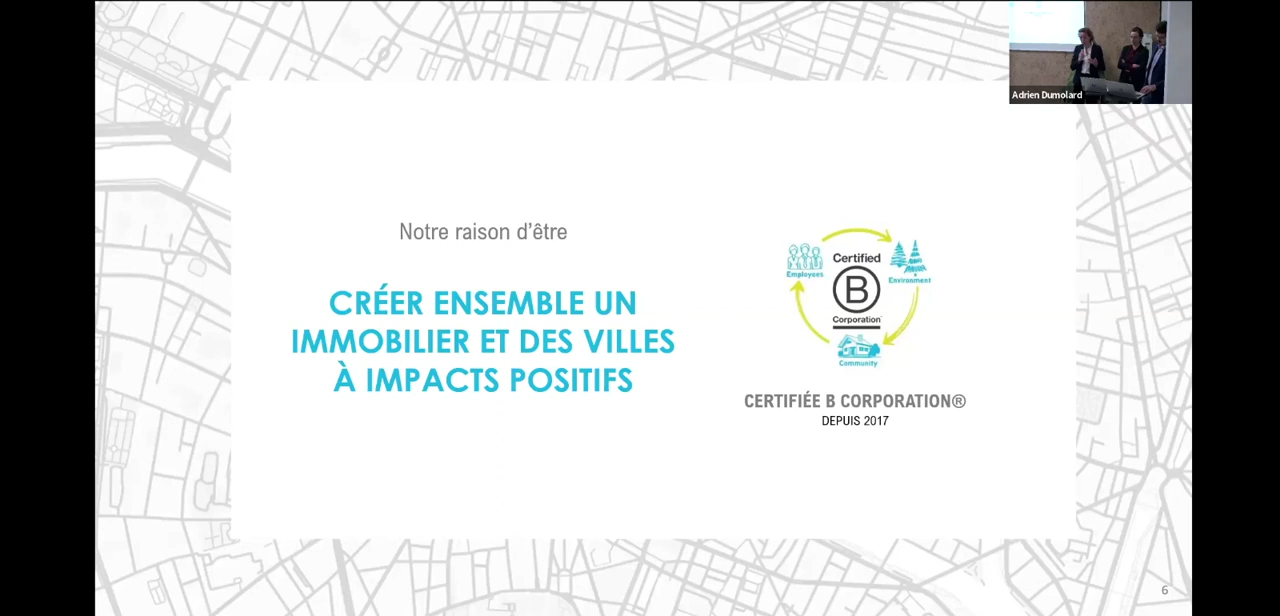 Adrien Dumolard
Notre raison d'être
CRÉER ENSEMBLE UN
IMMOBILIER ET DES VILLES
À IMPACTS POSITIFS
Employees
Certified
B
Corporation
Environment
Community
CERTIFIÉE B CORPORATION®
DEPUIS 2017
6